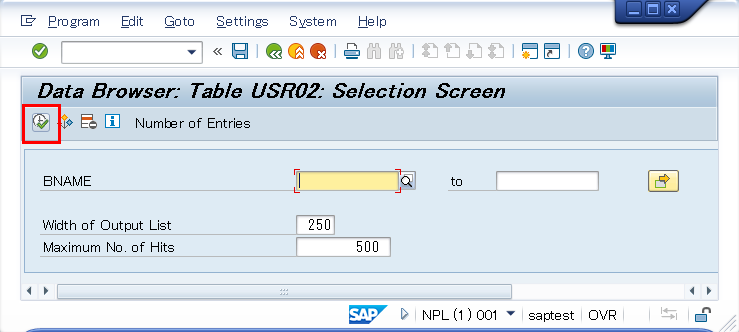 Program Edit Goto Settings System Help
Data Browser: Table USR02: Selection Screen
Number of Entries
BNAME to
Width of Output List 250
Maximum No. of Hits 500
SAP NPL (1) 001 saptest OVR